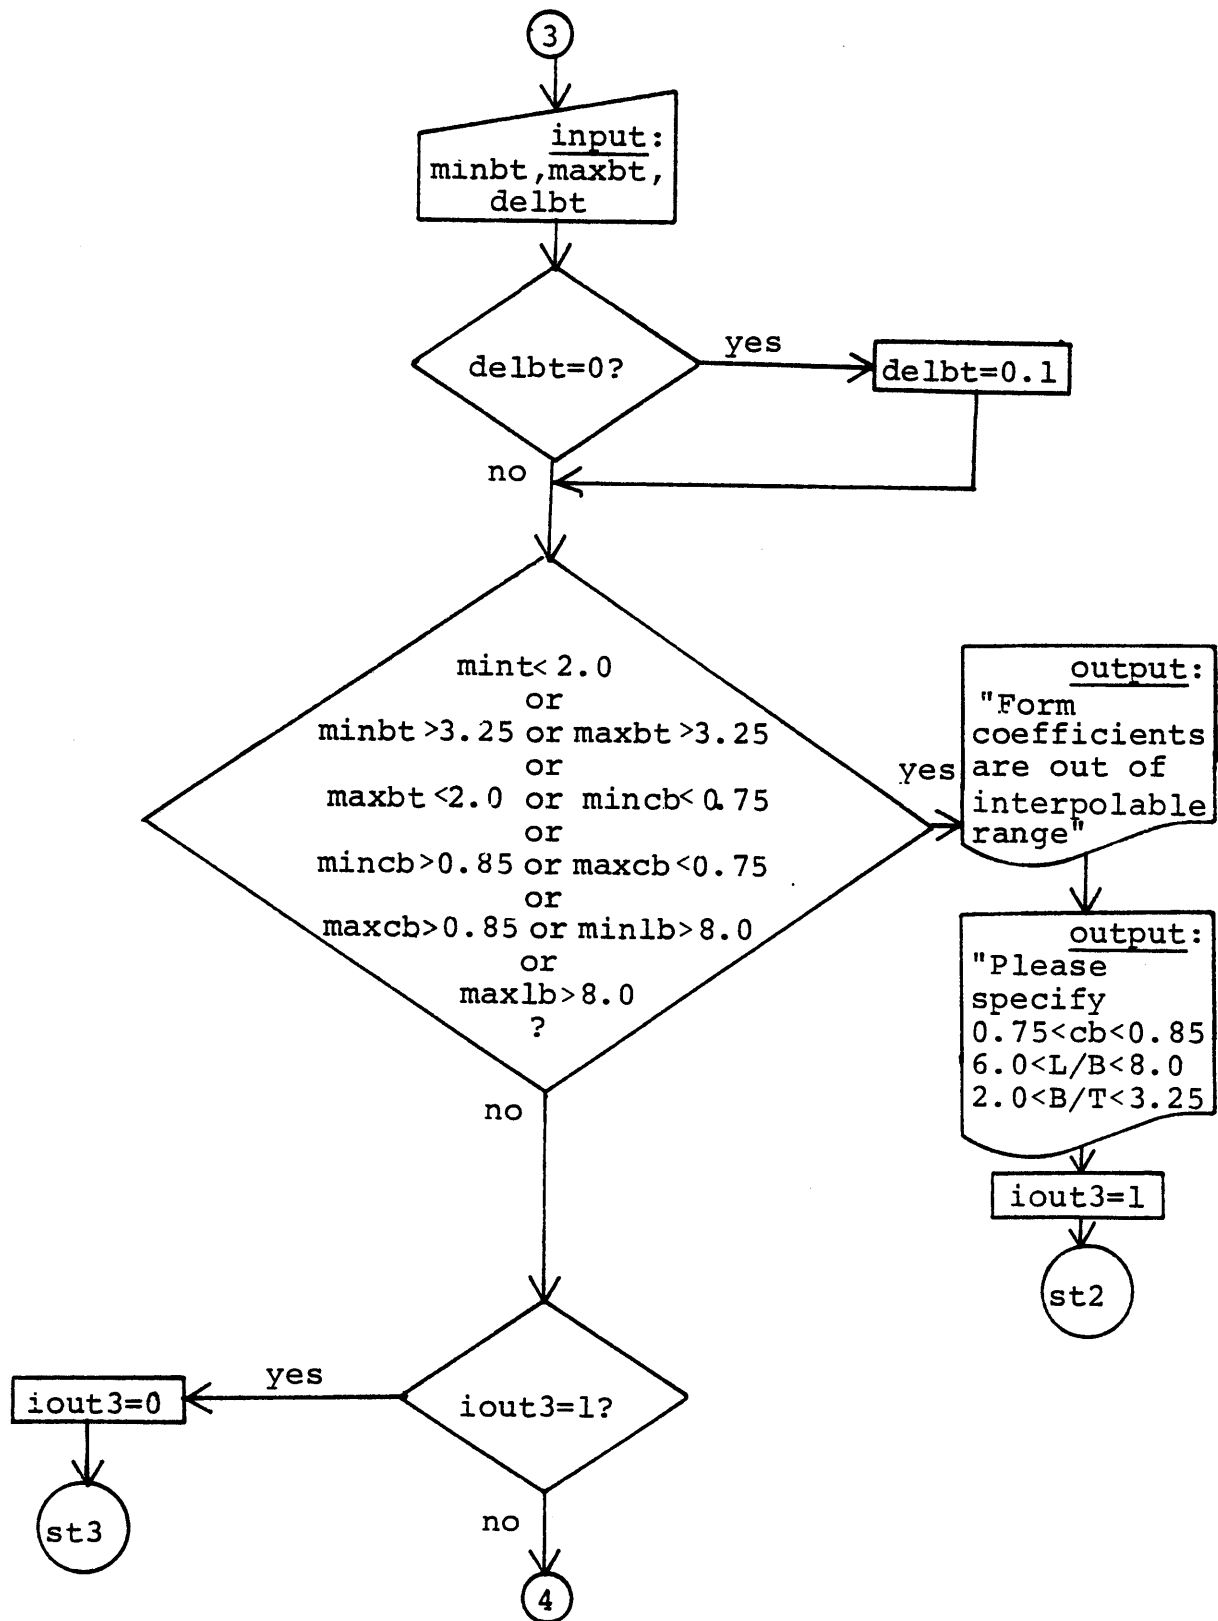 3
input:
minbt,maxbt,
delbt
delbt=0?
yes
delbt=0.1
no
mint<2.0
or
minbt>3.25 or maxbt>3.25
or
maxbt<2.0 or mincb<0.75
or
mincb>0.85 or maxcb<0.75
or
maxcb>0.85 or minlb>8.0
or
maxlb>8.0
?
yes
output:
"Form
coefficients
are out of
interpolable
range"
output:
"Please
specify
0.75<cb<0.85
6.0<L/B<8.0
2.0<B/T<3.25
iout3=1
st2
no
iout3=1?
yes
iout3=0
st3
no
4